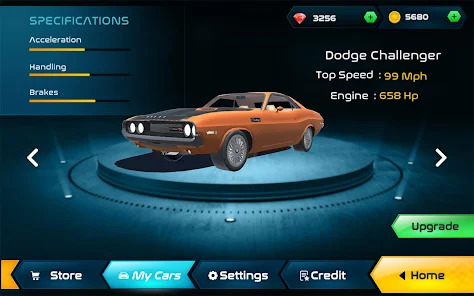 SPECIFICATIONS
Acceleration
Handling
Brakes
3256
5680
Dodge Challenger
Top Speed : 99 Mph
Engine : 658 Hp
Upgrade
Store
My Cars
Settings
Credit
Home